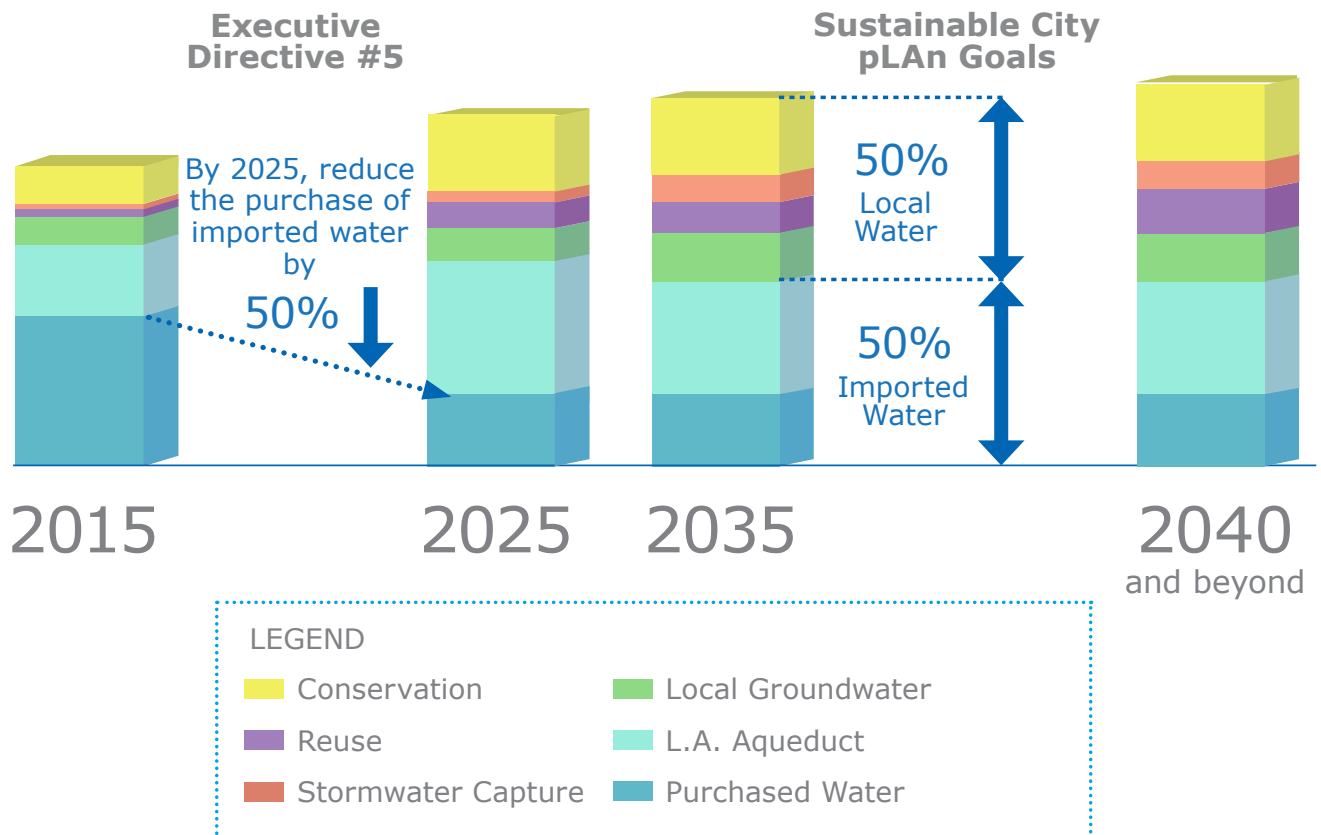 Executive
Directive #5
Sustainable City
pLAn Goals
By 2025, reduce
the purchase of
imported water
by
50%
50%
Local
Water
50%
Imported
Water
2015
2025
2035
2040
and beyond
LEGEND
Conservation
Local Groundwater
Reuse
L.A. Aqueduct
Stormwater Capture
Purchased Water